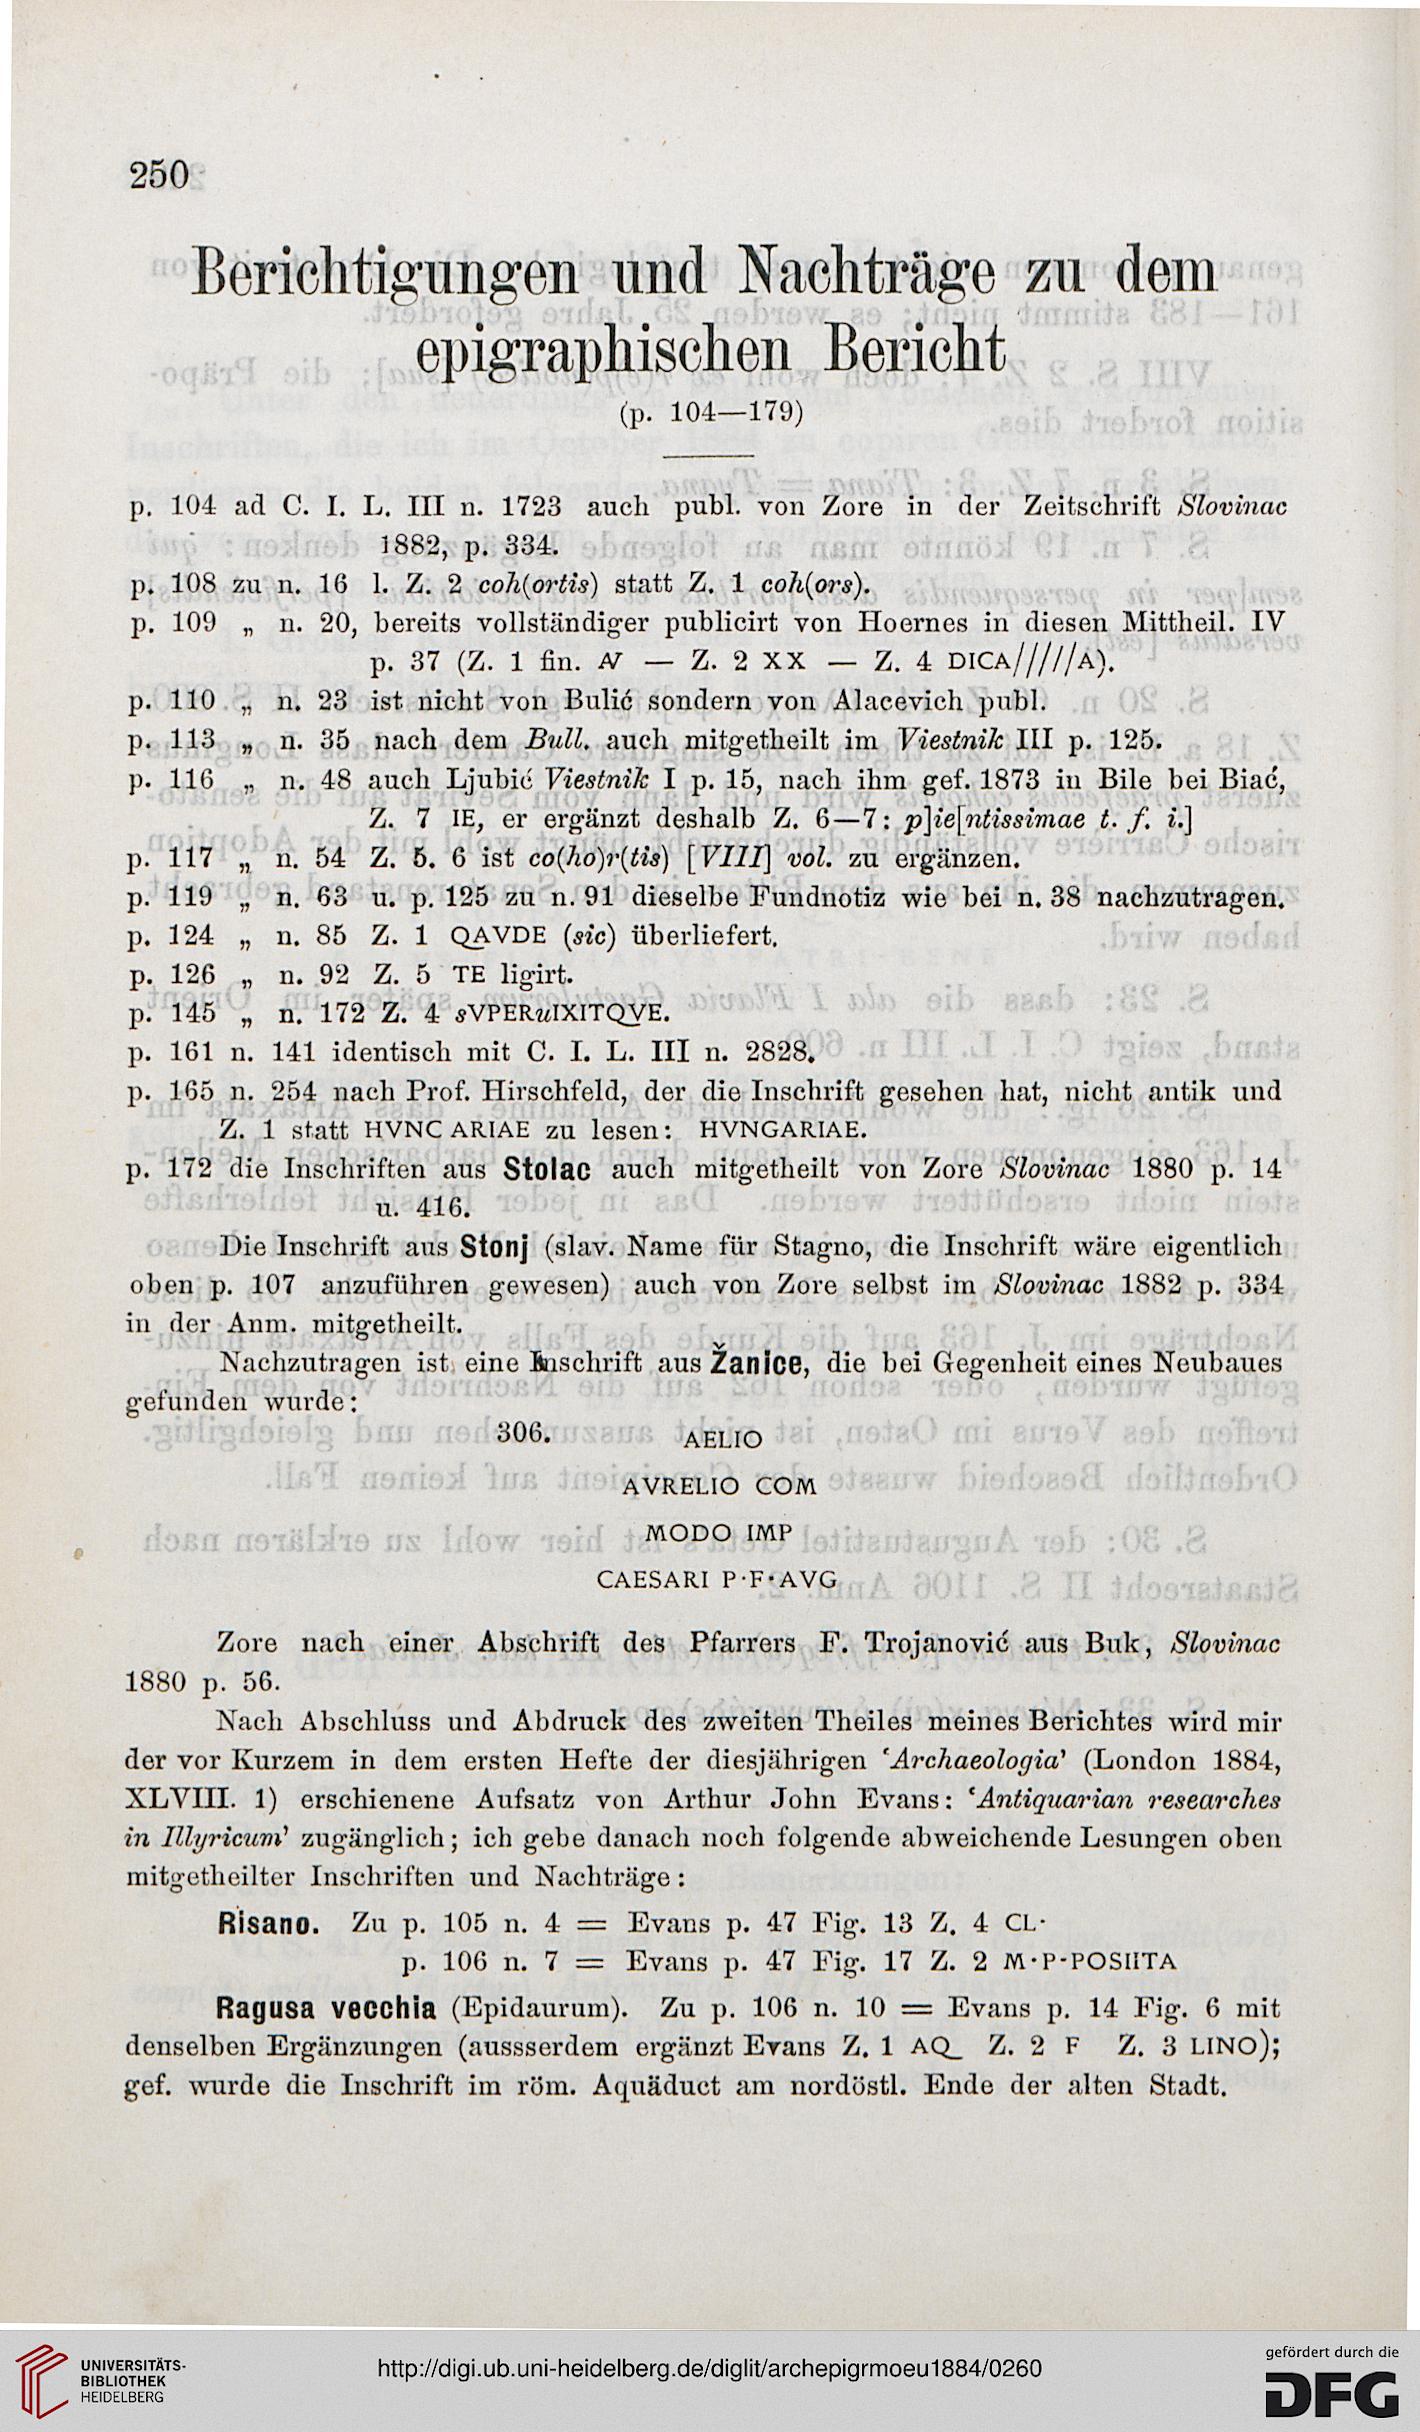 250
Berichtigungen und Nachträge zu dem
epigraphischen Bericht
(p. 104—179)
p. 104 ad C. I. L. III n. 1723 auch publ. von Zore in der Zeitschrift Slovinac
1882, p. 334.
p. 108 zu n. 16 l. Z. 2 coh(ortis) statt Z. 1 coh(ors).
p. 109 „ n. 20, bereits vollständiger publicirt von Hoernes in diesen Mittheil. IV
p. 37 (Z. 1 fin. AV — Z. 2 XX — Z. 4 DICA/////A).
p. 110 „ n. 23 ist nicht von Bulić sondern von Alacevich publ.
p. 113 „ n. 35 nach dem Bull. auch mitgetheilt im Viestnik III p. 125.
p. 116 „ n. 48 auch Ljubić Viestnik I p. 15, nach ihm gef. 1873 in Bile bei Biać,
Z. 7 IE, er ergänzt deshalb Z. 6—7: p]ie[ntissimae t. f. i.]
p. 117 „ n. 54 Z. 5. 6 ist co(ho)r(tis) [VIII] vol. zu ergänzen.
p. 119 „ n. 63 u. p. 125 zu n. 91 dieselbe Fundnotiz wie bei n. 38 nachzutragen.
p. 124 „ n. 85 Z. 1 QAVDE (sic) überliefert.
p. 126 „ n. 92 Z. 5 TE ligirt.
p. 145 „ n. 172 Z. 4 sVPERuIXITQVE.
p. 161 n. 141 identisch mit C. I. L. III n. 2828.
p. 165 n. 254 nach Prof. Hirschfeld, der die Inschrift gesehen hat, nicht antik und
Z. 1 statt HVNC ARIAE zu lesen: HVNGARIAE.
p. 172 die Inschriften aus Stolac auch mitgetheilt von Zore Slovinac 1880 p. 14
u. 416.
Die Inschrift aus Stonj (slav. Name für Stagno, die Inschrift wäre eigentlich
oben p. 107 anzuführen gewesen) auch von Zore selbst im Slovinac 1882 p. 334
in der Anm. mitgetheilt.
Nachzutragen ist eine Inschrift aus Žanice, die bei Gegenheit eines Neubaues
gefunden wurde:
306. AELIO
AVRELIO COM
MODO IMP
CAESARI P·F·AVG
Zore nach einer Abschrift des Pfarrers F. Trojanović aus Buk, Slovinac
1880 p. 56.
Nach Abschluss und Abdruck des zweiten Theiles meines Berichtes wird mir
der vor Kurzem in dem ersten Hefte der diesjährigen ‘Archaeologia’ (London 1884,
XLVIII. 1) erschienene Aufsatz von Arthur John Evans: ‘Antiquarian researches
in Illyricum’ zugänglich; ich gebe danach noch folgende abweichende Lesungen oben
mitgetheilter Inschriften und Nachträge:
Risano. Zu p. 105 n. 4 = Evans p. 47 Fig. 13 Z. 4 CL·
p. 106 n. 7 = Evans p. 47 Fig. 17 Z. 2 M·P·POSIITA
Ragusa vecchia (Epidaurum). Zu p. 106 n. 10 = Evans p. 14 Fig. 6 mit
denselben Ergänzungen (aussserdem ergänzt Evans Z. 1 AQ Z. 2 F Z. 3 LINO);
gef. wurde die Inschrift im röm. Aquäduct am nordöstl. Ende der alten Stadt.
UNIVERSITÄTS-
BIBLIOTHEK
HEIDELBERG
http://digi.ub.uni-heidelberg.de/diglit/archepigrmoeu1884/0260
gefördert durch die
DFG